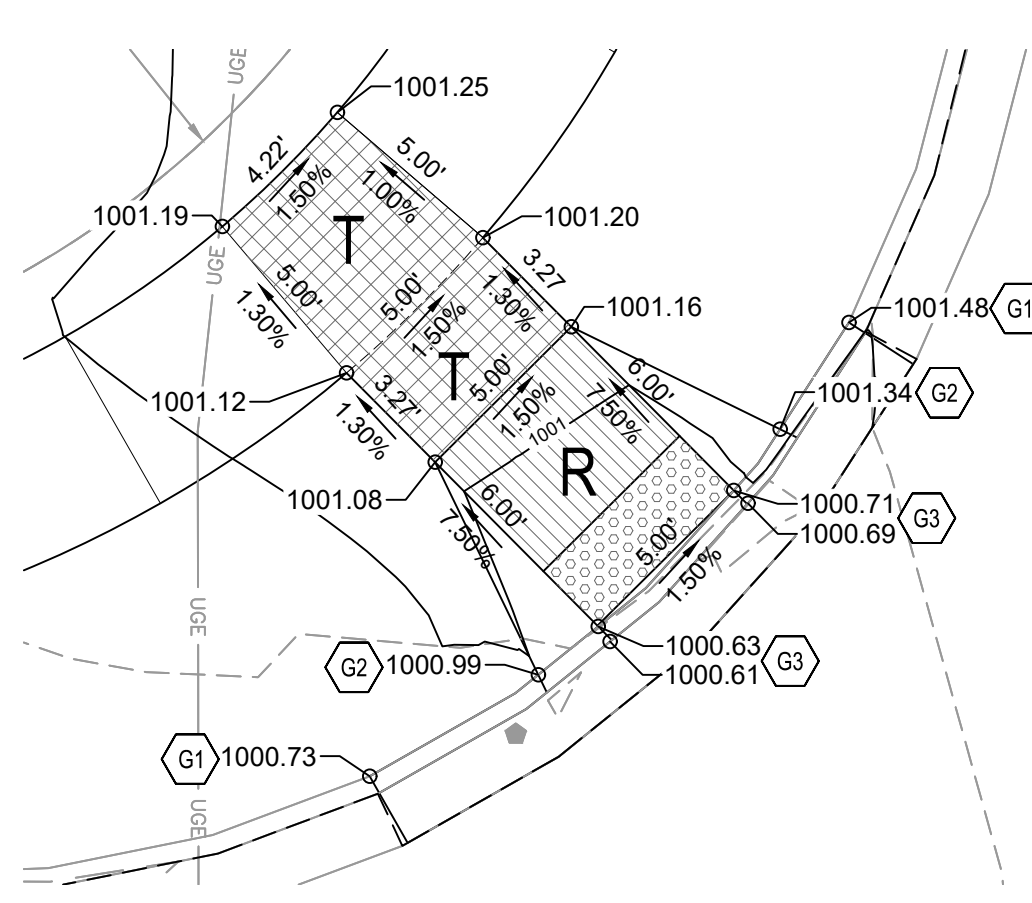 UGE
1001.25
4.22'
5.00'
1.50%
1.00%
1001.19
T
1001.20
UGE
3.27
5.00'
5.00'
1.30%
1.30%
1.50%
1001.16
1001.48
G1
T
6.00'
5.00'
1001.12
3.27'
7.50%
1001.34
G2
1.50%
1.30%
1001
R
1001.08
6.00'
1000.71
G3
1000.69
7.50%
5.00'
1.50%
UGE
1000.63
G3
G2
1000.99
1000.61
G1
1000.73
UGE